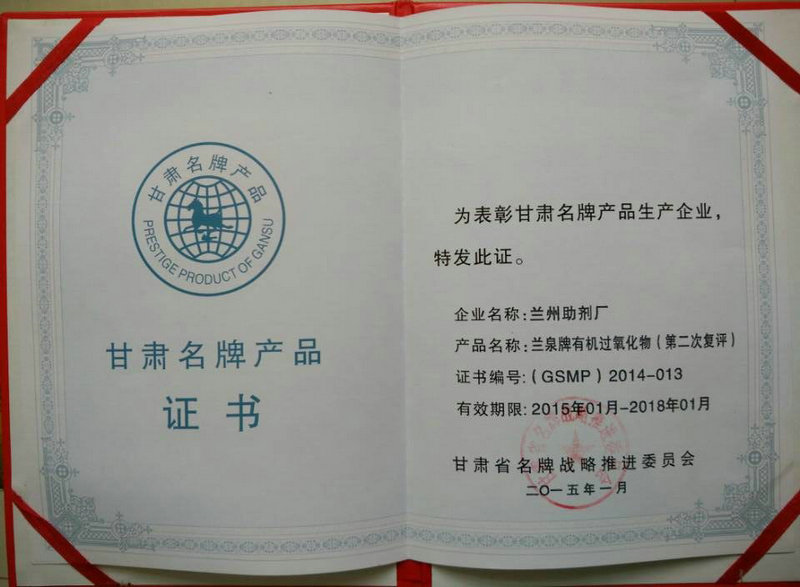 甘肃名牌产品
PRESTIGE PRODUCT OF GANSU
甘肃名牌产品
证书
为表彰甘肃名牌产品生产企业，
特发此证。
企业名称：兰州助剂厂
产品名称：兰泉牌有机过氧化物（第二次复评）
证书编号：（GSMP）2014-013
有效期限：2015年01月-2018年01月
甘肃省名牌战略推进委员会
二〇一五年一月